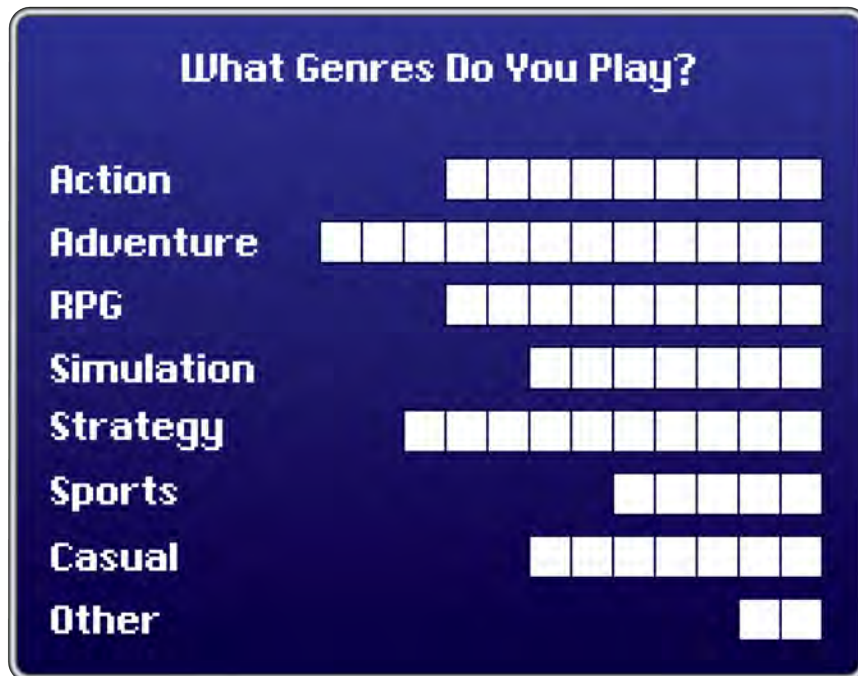 What Genres Do You Play?
Action
Adventure
RPG
Simulation
Strategy
Sports
Casual
Other